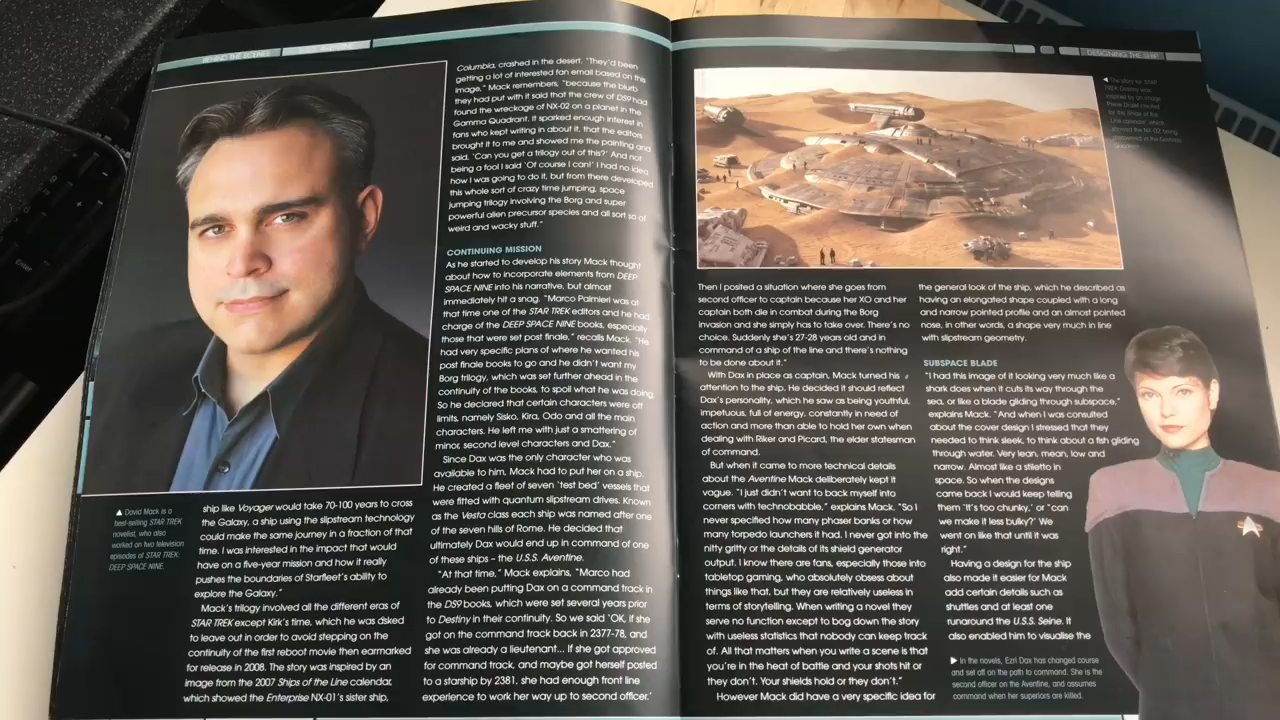 BEHIND THE SCENES
DESIGNING THE SHIP
Columbia, crashed in the desert. "They'd been
getting a lot of interested fan email based on this
image," Mack remembers, "because the blurb
they had put with it said that the crew of DS9 had
found the wreckage of NX-02 on a planet in the
Gamma Quadrant. It sparked enough interest in
fans who kept writing in about it, that the editors
brought it to me and showed me the painting and
said, 'Can you get a trilogy out of this?' And not
being a fool I said 'Of course I can!' I had no idea
how I was going to do it, but from there developed
this whole sort of crazy time jumping, space
jumping trilogy involving the Borg and super
powerful alien precursor species and all sort so of
weird and wacky stuff."
CONTINUING MISSION
As he started to develop his story Mack thought
about how to incorporate elements from DEEP
SPACE NINE into his narrative, but almost
immediately hit a snag. "Marco Palmieri was at
that time one of the STAR TREK editors and he had
charge of the DEEP SPACE NINE books, especially
those that were set post finale," recalls Mack. "He
had very specific plans of where he wanted his
post finale books to go and he didn't want my
Borg trilogy, which was set further ahead in the
continuity of the books, to spoil what he was doing.
So he declared that certain characters were off
limits, namely Sisko, Kira, Odo and all the main
characters. He left me with just a smattering of
minor, second level characters and Dax."
Since Dax was the only character who was
available to him, Mack had to put her on a ship.
He created a fleet of seven 'test bed' vessels that
were fitted with quantum slipstream drives. Known
as the Vesta class each ship was named after one
of the seven hills of Rome. He decided that
ultimately Dax would end up in command of one
of these ships – the U.S.S. Aventine.
"At that time," Mack explains, "Marco had
already been putting Dax on a command track in
the DS9 books, which were set several years prior
to Destiny in their continuity. So we said 'OK, if she
got on the command track back in 2377-78, and
she was already a lieutenant... If she got approved
for command track, and maybe got herself posted
to a starship by 2381, she had enough front line
experience to work her way up to second officer.'
▲ David Mack is a
best-selling STAR TREK
novelist, who also
worked on two television
episodes of STAR TREK:
DEEP SPACE NINE.
ship like Voyager would take 70-100 years to cross
the Galaxy, a ship using the slipstream technology
could make the same journey in a fraction of that
time. I was interested in the impact that would
have on a five-year mission and how it really
pushes the boundaries of Starfleet's ability to
explore the Galaxy."
Mack's trilogy involved all the different eras of
STAR TREK except Kirk's time, which he was asked
to leave out in order to avoid stepping on the
continuity of the first reboot movie then earmarked
for release in 2008. The story was inspired by an
image from the 2007 Ships of the Line calendar,
which showed the Enterprise NX-01's sister ship,
◀ The story for STAR
TREK Destiny was
inspired by an image
Pierre Drolet created
for the Ships of the
Line calendar, which
showed the NX-02 being
discovered in the Gamma
Quadrant.
Then I posited a situation where she goes from
second officer to captain because her XO and her
captain both die in combat during the Borg
invasion and she simply has to take over. There's no
choice. Suddenly she's 27-28 years old and in
command of a ship of the line and there's nothing
to be done about it."
With Dax in place as captain, Mack turned his
attention to the ship. He decided it should reflect
Dax's personality, which he saw as being youthful,
impetuous, full of energy, constantly in need of
action and more than able to hold her own when
dealing with Riker and Picard, the elder statesman
of command.
But when it came to more technical details
about the Aventine Mack deliberately kept it
vague. "I just didn't want to back myself into
corners with technobabble," explains Mack. "So I
never specified how many phaser banks or how
many torpedo launchers it had. I never got into the
nitty gritty or the details of its shield generator
output. I know there are fans, especially those into
tabletop gaming, who absolutely obsess about
things like that, but they are relatively useless in
terms of storytelling. When writing a novel they
serve no function except to bog down the story
with useless statistics that nobody can keep track
of. All that matters when you write a scene is that
you're in the heat of battle and your shots hit or
they don't. Your shields hold or they don't."
However Mack did have a very specific idea for
the general look of the ship, which he described as
having an elongated shape coupled with a long
and narrow pointed profile and an almost pointed
nose, in other words, a shape very much in line
with slipstream geometry.
SUBSPACE BLADE
"I had this image of it looking very much like a
shark does when it cuts its way through the
sea, or like a blade gliding through subspace,"
explains Mack. "And when I was consulted
about the cover design I stressed that they
needed to think sleek, to think about a fish gliding
through water. Very lean, mean, low and
narrow. Almost like a stiletto in
space. So when the designs
came back I would keep telling
them 'It's too chunky,' or "can
we make it less bulky?' We
went on like that until it was
right."
Having a design for the ship
also made it easier for Mack
add certain details such as
shuttles and at least one
runaround the U.S.S. Seine. It
also enabled him to visualise the
▶ In the novels, Ezri Dax has changed course
and set off on the path to command. She is the
second officer on the Aventine, and assumes
command when her superiors are killed.
Enter